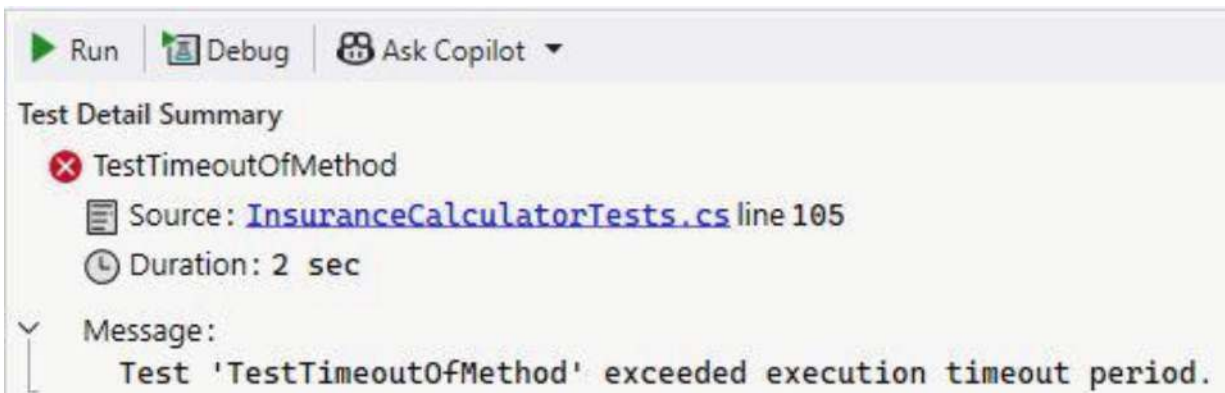 Run Debug Ask Copilot
Test Detail Summary
TestTimeoutOfMethod
Source: InsuranceCalculatorTests.cs line 105
Duration: 2 sec
Message:
Test 'TestTimeoutOfMethod' exceeded execution timeout period.